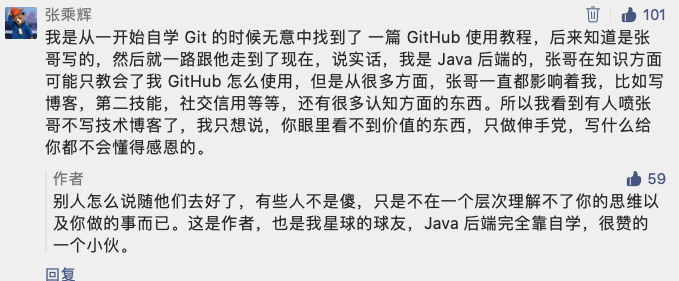 张乘辉
101
我是从一开始自学 Git 的时候无意中找到了 一篇 GitHub 使用教程，后来知道是张
哥写的，然后就一路跟他走到了现在，说实话，我是 Java 后端的，张哥在知识方面
可能只教会了我 GitHub 怎么使用，但是从很多方面，张哥一直都影响着我，比如写
博客，第二技能，社交信用等等，还有很多认知方面的东西。所以我看到有人喷张
哥不写技术博客了，我只想说，你眼里看不到价值的东西，只做伸手党，写什么给
你都不会懂得感恩的。
作者
59
别人怎么说随他们去好了，有些人不是傻，只是不在一个层次理解不了你的思维以
及你做的事而已。这是作者，也是我星球的球友，Java 后端完全靠自学，很赞的
一个小伙。
回复